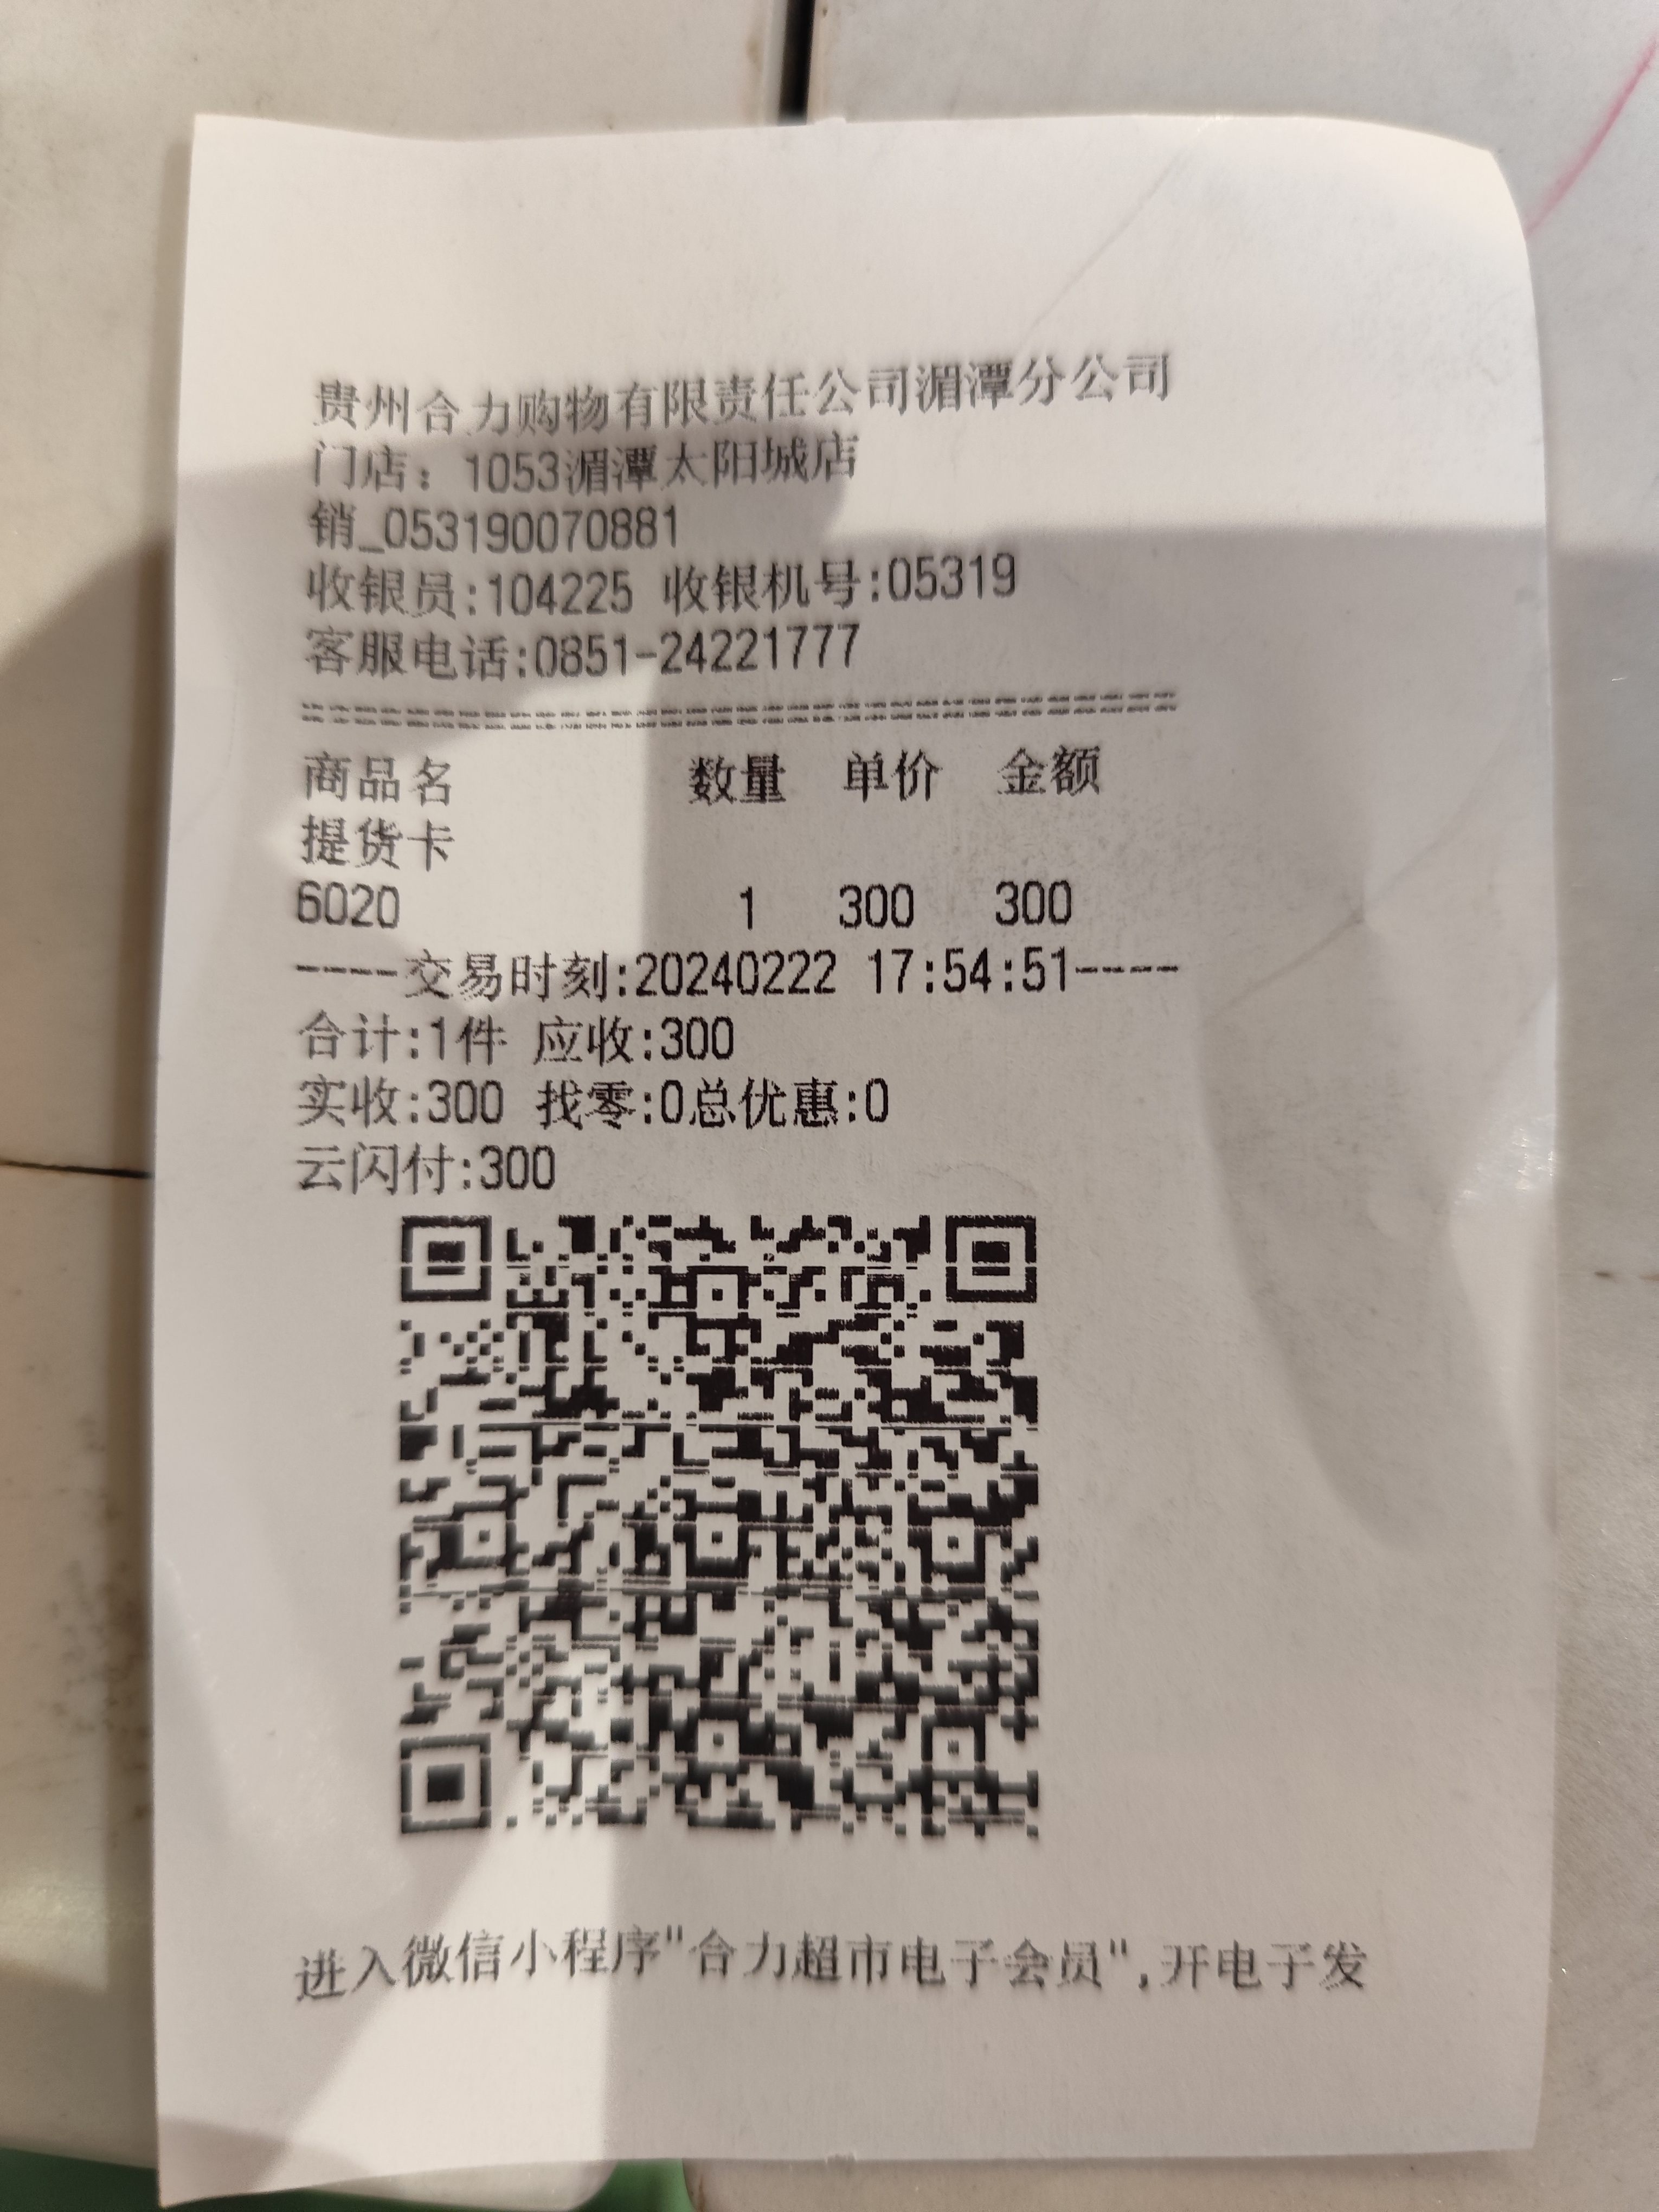 贵州合力购物有限责任公司湄潭分公司
门店：1053湄潭太阳城店
销_053190070881
收银员:104225 收银机号:05319
客服电话:0851-24221777
==================================
商品名 数量 单价 金额
提货卡
6020 1 300 300
----交易时刻:20240222 17:54:51----
合计:1件 应收:300
实收:300 找零:0总优惠:0
云闪付:300
进入微信小程序"合力超市电子会员",开电子发